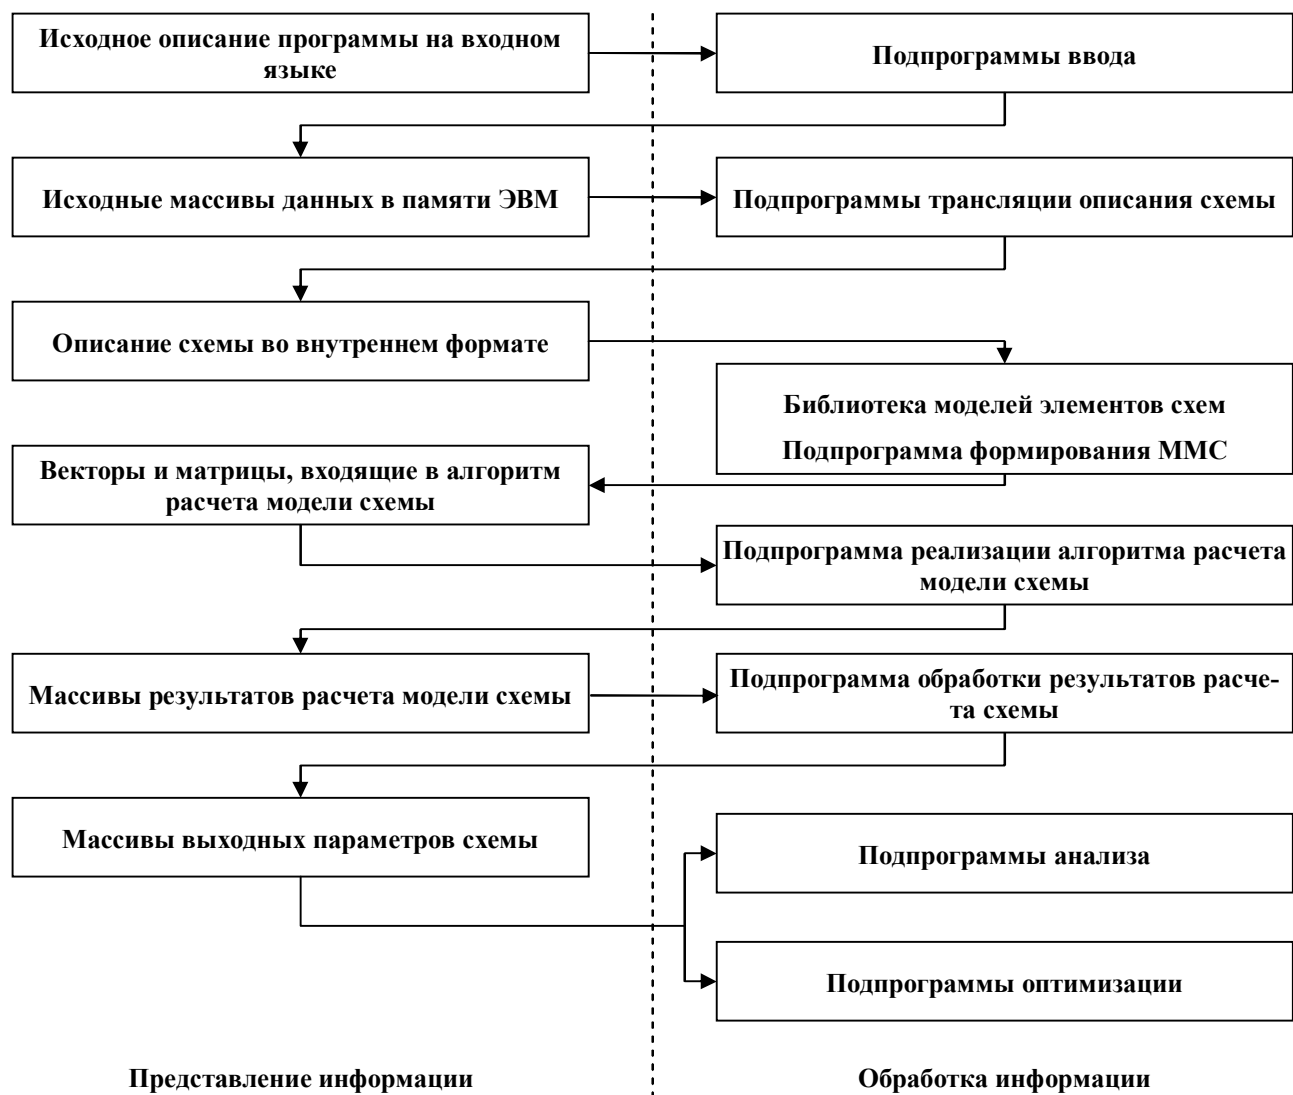 Исходное описание программы на входном
языке
Подпрограммы ввода
Исходные массивы данных в памяти ЭВМ
Подпрограммы трансляции описания схемы
Описание схемы во внутреннем формате
Библиотека моделей элементов схем
Подпрограмма формирования ММС
Векторы и матрицы, входящие в алгоритм
расчета модели схемы
Подпрограмма реализации алгоритма расчета
модели схемы
Массивы результатов расчета модели схемы
Подпрограмма обработки результатов расче-
та схемы
Массивы выходных параметров схемы
Подпрограммы анализа
Подпрограммы оптимизации
Представление информации
Обработка информации